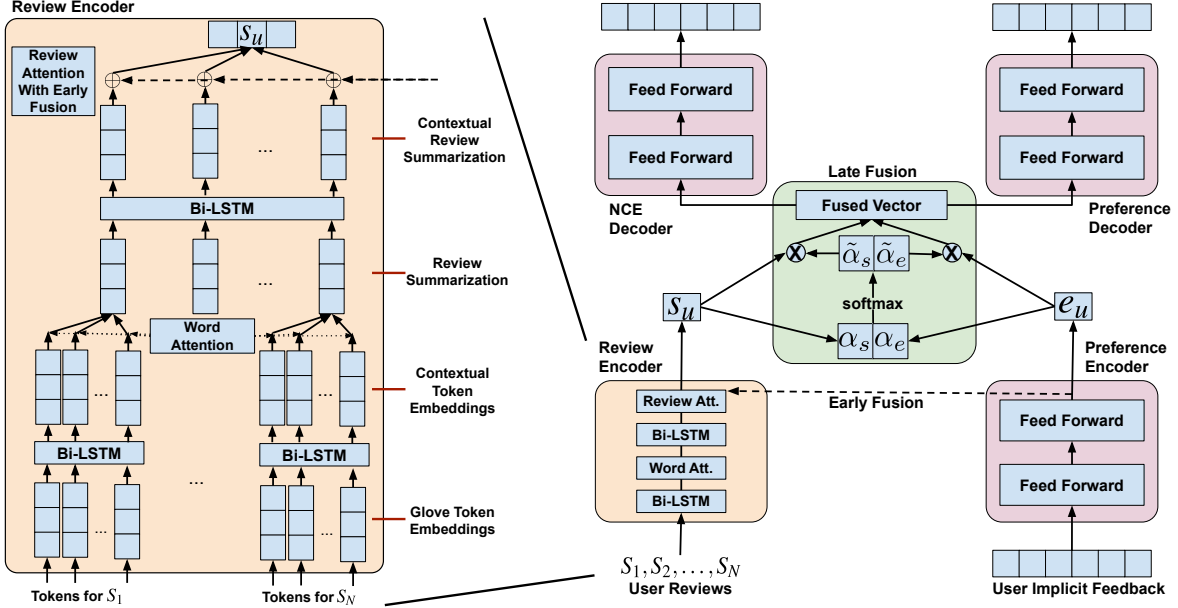 Review Encoder
s_u
Review
Attention
With Early
Fusion
...
Contextual
Review
Summarization
Bi-LSTM
...
Review
Summarization
Word
Attention
...
...
Contextual
Token
Embeddings
Bi-LSTM
Bi-LSTM
...
...
...
Glove Token
Embeddings
Tokens for S_1
Tokens for S_N
Feed Forward
Feed Forward
NCE
Decoder
Feed Forward
Feed Forward
Preference
Decoder
Late Fusion
Fused Vector
X
α̃_s α̃_e
X
softmax
s_u
e_u
α_s α_e
Review
Encoder
Preference
Encoder
Review Att.
Bi-LSTM
Word Att.
Bi-LSTM
Early Fusion
Feed Forward
Feed Forward
S_1, S_2, ..., S_N
User Reviews
User Implicit Feedback